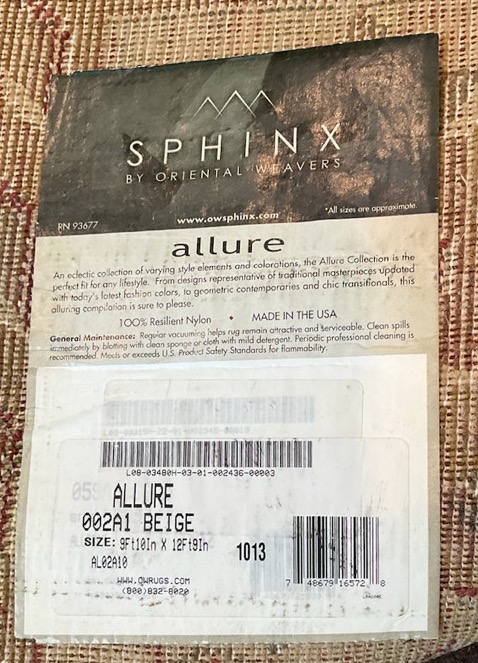 SPHINX
BY ORIENTAL WEAVERS
www.owsphinx.com
*All sizes are approximate.
RN 93677
allure
An eclectic collection of varying style elements and colorations, the Allure Collection is the
perfect fit for any lifestyle. From designs representative of traditional masterpieces updated
with today's latest fashion colors, to geometric contemporaries and chic transitionals, this
alluring compilation is sure to please.
100% Resilient Nylon • MADE IN THE USA
General Maintenance: Regular vacuuming helps rug remain attractive and serviceable. Clean spills
immediately by blotting with clean sponge or cloth with mild detergent. Periodic professional cleaning is
recommended. Meets or exceeds U.S. Product Safety Standards for flammability.
L08-03480H-03-01-002436-00003
ALLURE
002A1 BEIGE
SIZE: 9Ft10In X 12Ft9In
1013
AL02A10
WWW.OWRUGS.COM
(800)832-8020
7 48679 16572 8